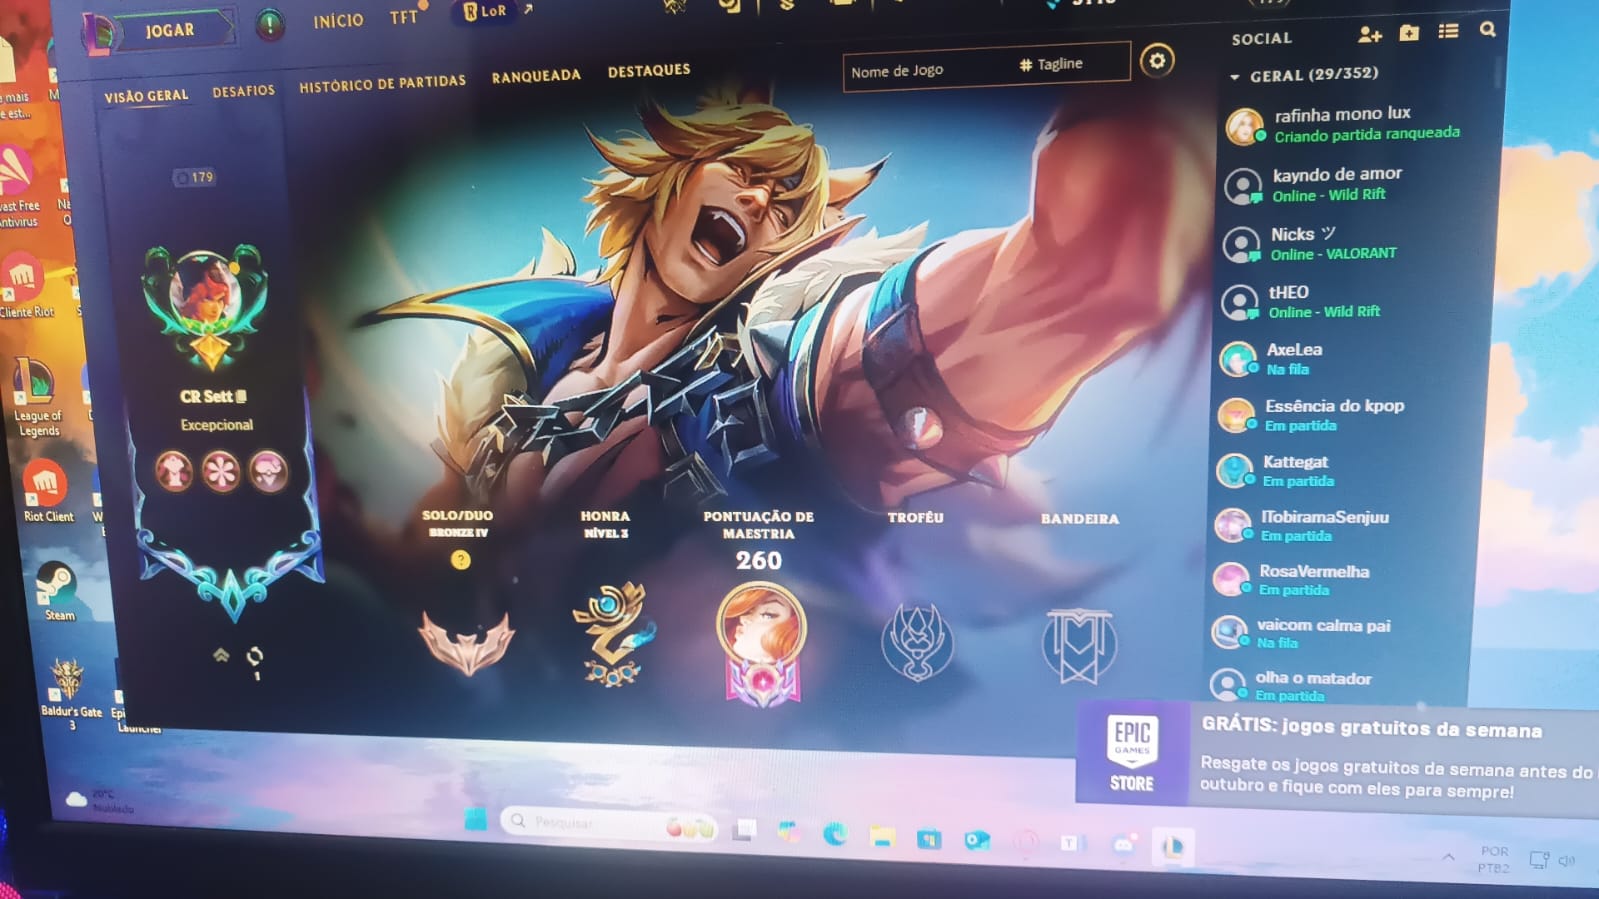 JOGAR
INÍCIO
TFT
LoR
VISÃO GERAL
DESAFIOS
HISTÓRICO DE PARTIDAS
RANQUEADA
DESTAQUES
Nome de Jogo
# Tagline
179
CR Sett
Excepcional
SOLO/DUO
BRONZE IV
?
HONRA
NÍVEL 3
PONTUAÇÃO DE
MAESTRIA
260
TROFÉU
BANDEIRA
1
SOCIAL
GERAL (29/352)
rafinha mono lux
Criando partida ranqueada
kayndo de amor
Online - Wild Rift
Nicks ツ
Online - VALORANT
tHEO
Online - Wild Rift
AxeLea
Na fila
Essência do kpop
Em partida
Kattegat
Em partida
ITobiramaSenjuu
Em partida
RosaVermelha
Em partida
vaicom calma pai
Na fila
olha o matador
Em partida
EPIC
GAMES
STORE
GRÁTIS: jogos gratuitos da semana
Resgate os jogos gratuitos da semana antes do
outubro e fique com eles para sempre!
mais
e est...
Antivirus
Cliente Riot
League of
Legends
Riot Client
Steam
Baldur's Gate
3
Launcher
20°C
Nublado
Pesquisar
POR
PTB2